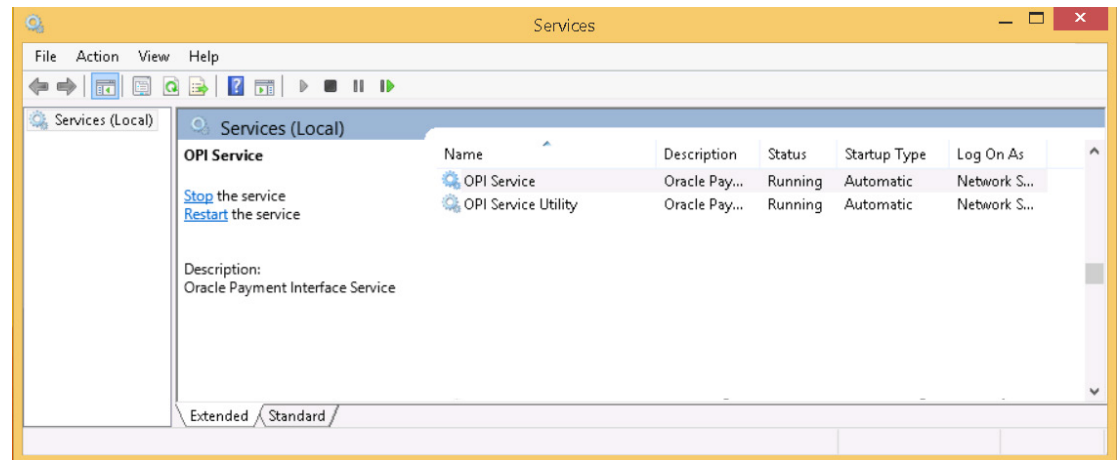 Services
File Action View Help
Services (Local)
Services (Local)
OPI Service
Stop the service
Restart the service
Description:
Oracle Payment Interface Service
Name Description Status Startup Type Log On As
OPI Service Oracle Pay... Running Automatic Network S...
OPI Service Utility Oracle Pay... Running Automatic Network S...
Extended Standard